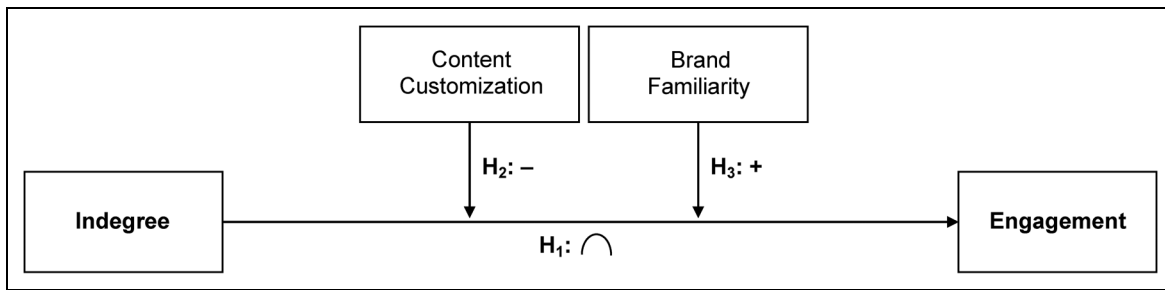 Content
Customization
Brand
Familiarity
H₂: –
H₃: +
Indegree
Engagement
H₁: ⌒